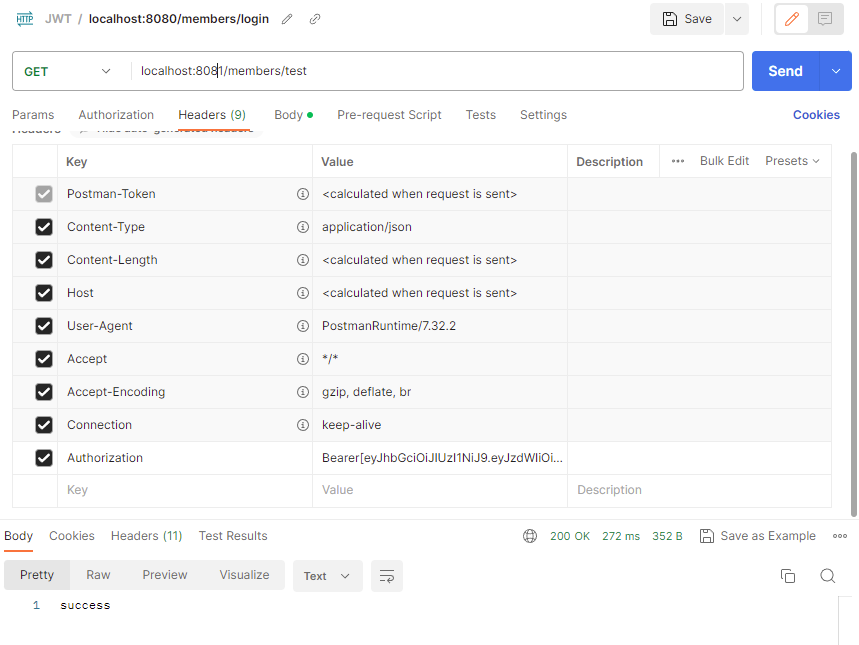 HTTP JWT / localhost:8080/members/login Save
GET localhost:8081/members/test Send
Params Authorization Headers (9) Body Pre-request Script Tests Settings Cookies
Headers Hide auto-generated headers
Key Value Description ••• Bulk Edit Presets
Postman-Token <calculated when request is sent>
Content-Type application/json
Content-Length <calculated when request is sent>
Host <calculated when request is sent>
User-Agent PostmanRuntime/7.32.2
Accept */*
Accept-Encoding gzip, deflate, br
Connection keep-alive
Authorization Bearer[eyJhbGciOiJIUzI1NiJ9.eyJzdWIiOi...
Key Value Description
Body Cookies Headers (11) Test Results 200 OK 272 ms 352 B Save as Example
Pretty Raw Preview Visualize Text
1 success